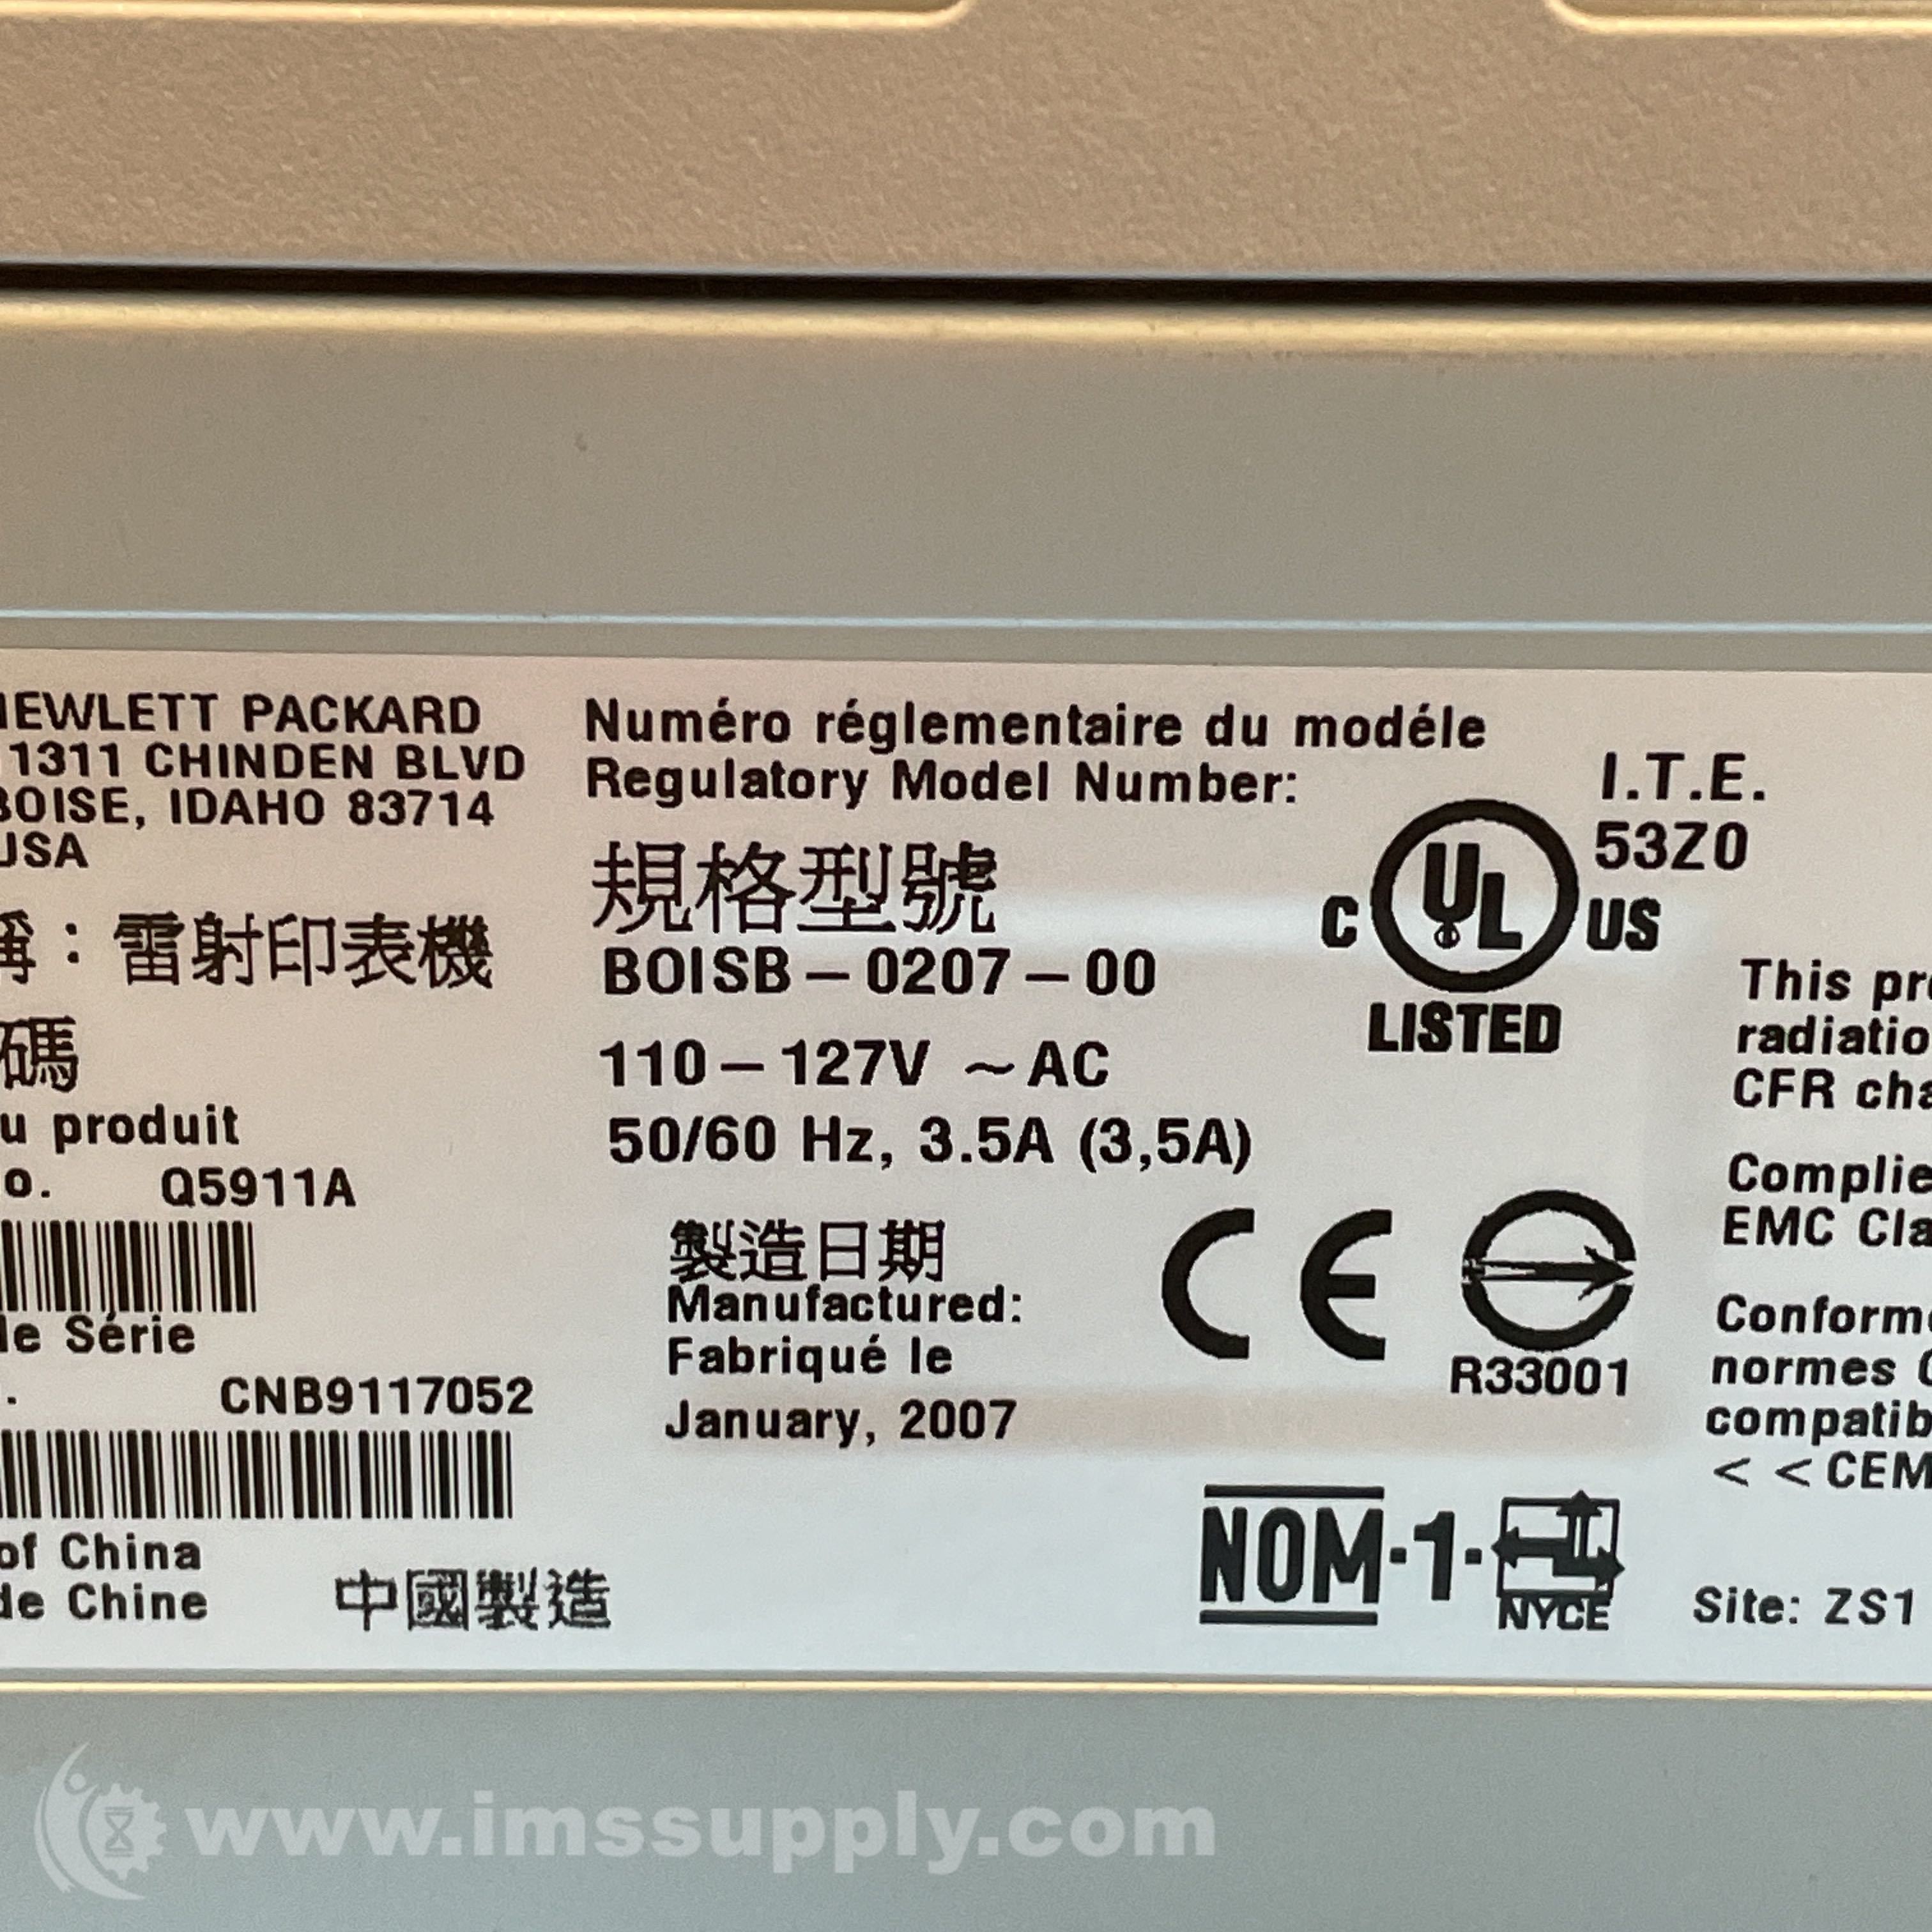 HEWLETT PACKARD
11311 CHINDEN BLVD
BOISE, IDAHO 83714
USA
稱：雷射印表機
碼
u produit
o. Q5911A
de Série
. CNB9117052
of China
de Chine
中國製造
Numéro réglementaire du modéle
Regulatory Model Number:
規格型號
BOISB-0207-00
110-127V ~AC
50/60 Hz, 3.5A (3,5A)
製造日期
Manufactured:
Fabriqué le
January, 2007
I.T.E.
53Z0
C UL US
LISTED
CE
R33001
NOM-1-
NYCE
This
radiatio
CFR
Complie
EMC
Conform
normes
compatib
< <CEM
Site: ZS1
www.imssupply.com